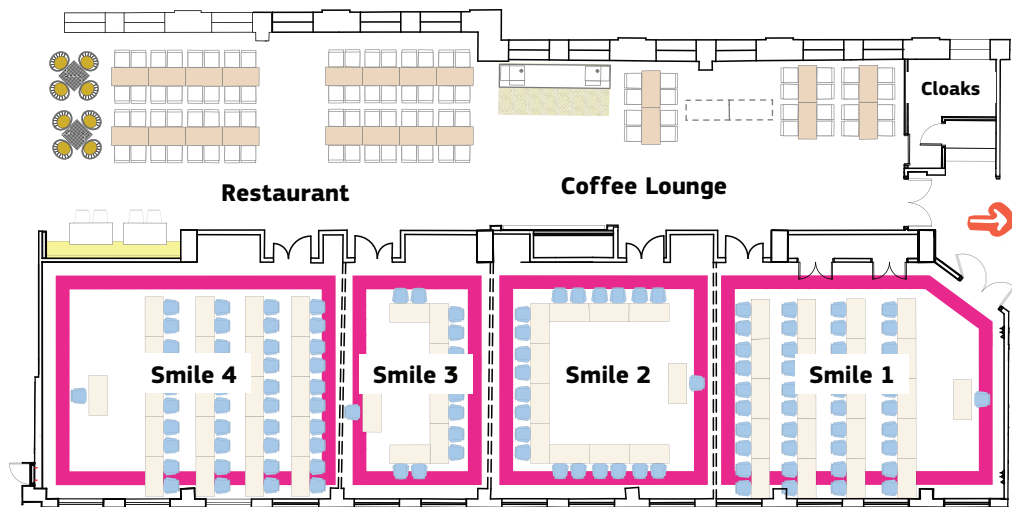 Cloaks
Restaurant
Coffee Lounge
Smile 4
Smile 3
Smile 2
Smile 1